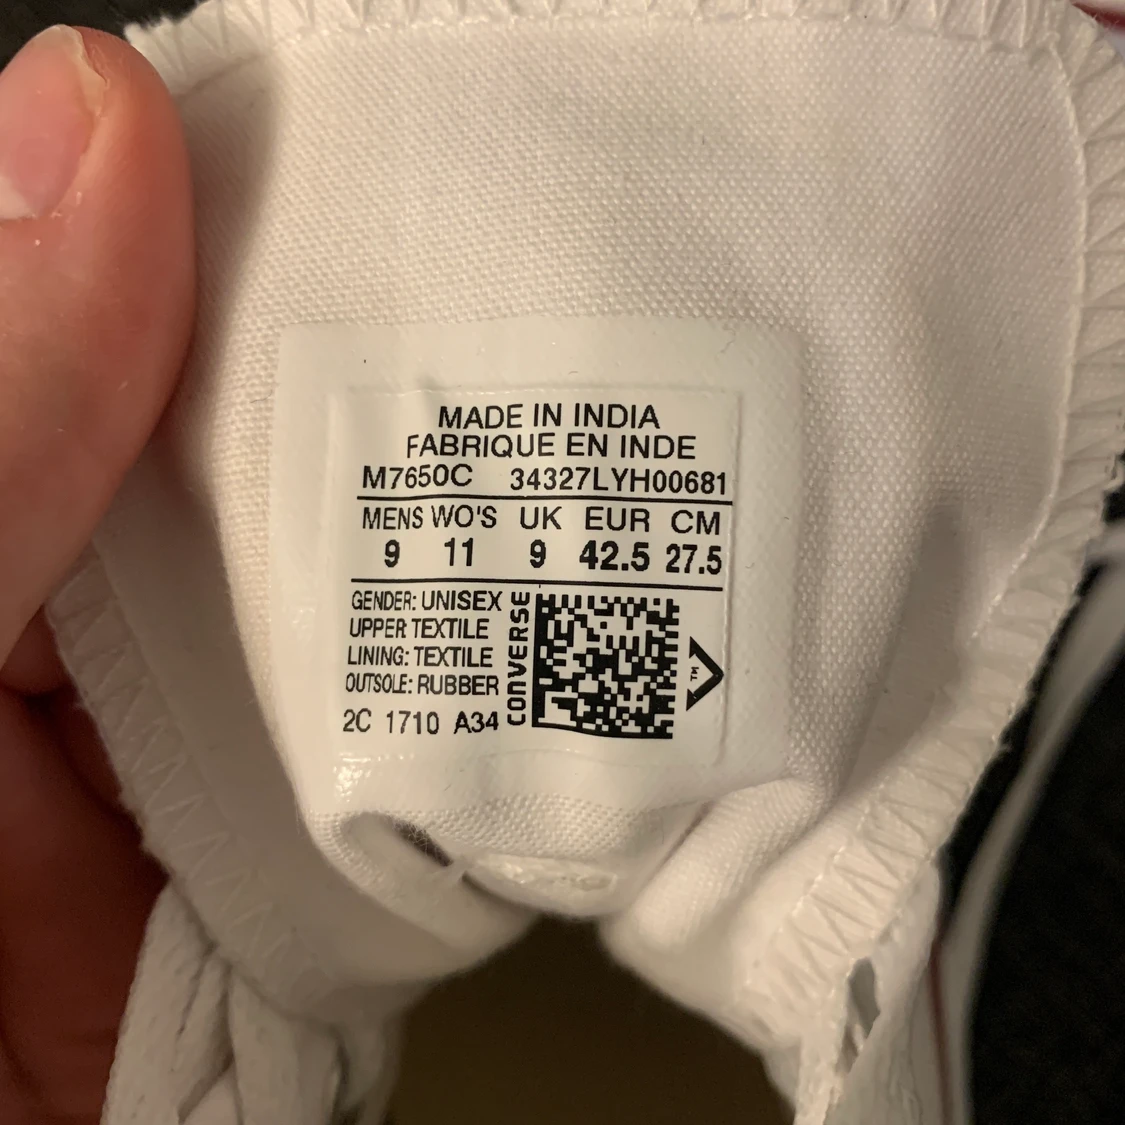 MADE IN INDIA
FABRIQUE EN INDE
M7650C 34327LYH00681
MENS WO'S UK EUR CM
9 11 9 42.5 27.5
GENDER: UNISEX
UPPER TEXTILE
LINING: TEXTILE
OUTSOLE: RUBBER
2C 1710 A34
CONVERSE
TM